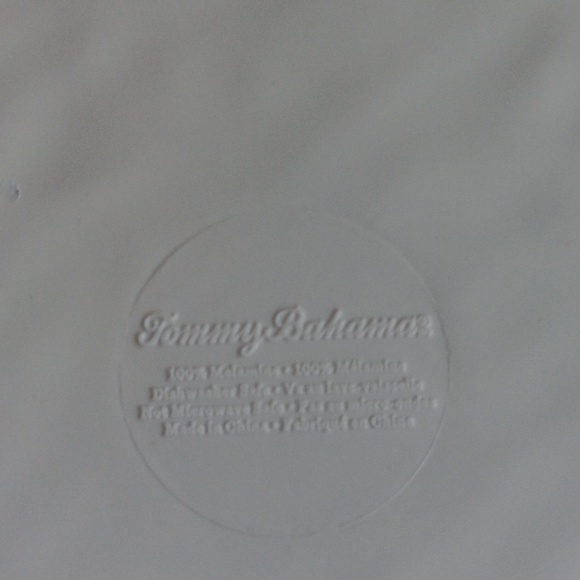 Tommy Bahama®
100% Melamine • 100% Mélamine
Dishwasher Safe • Va au lave-vaisselle
Not Microwave Safe • Pas au micro-ondes
Made in China • Fabriqué en Chine